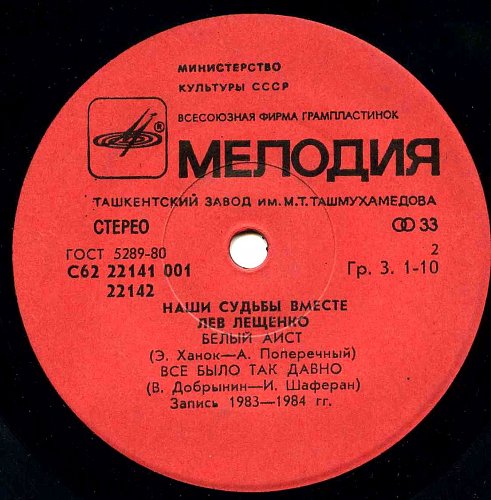 МИНИСТЕРСТВО
КУЛЬТУРЫ СССР
ВСЕСОЮЗНАЯ ФИРМА ГРАМПЛАСТИНОК
®
МЕЛОДИЯ
ТАШКЕНТСКИЙ ЗАВОД ИМ. М.Т. ТАШМУХАМЕДОВА
СТЕРЕО 33
ГОСТ 5289-80 2
С62 22141 001 Гр. 3. 1-10
22142
НАШИ СУДЬБЫ ВМЕСТЕ
ЛЕВ ЛЕЩЕНКО
БЕЛЫЙ АИСТ
(Э. Ханок—А. Поперечный)
ВСЕ БЫЛО ТАК ДАВНО
(В. Добрынин—И. Шаферан)
Запись 1983—1984 гг.